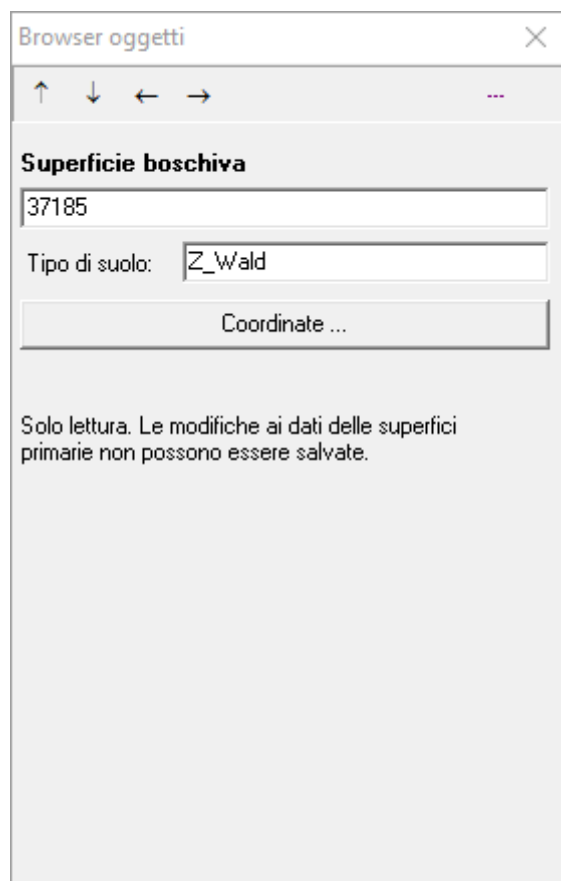 Browser oggetti
---
Superficie boschiva
37185
Tipo di suolo: Z_Wald
Coordinate ...
Solo lettura. Le modifiche ai dati delle superfici
primarie non possono essere salvate.